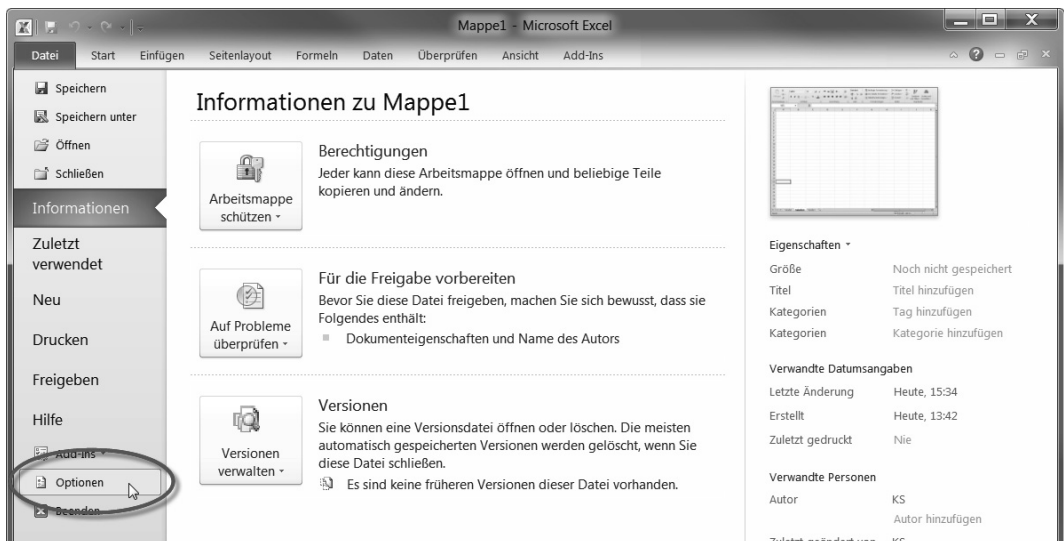 Mappe1 - Microsoft Excel
Datei Start Einfügen Seitenlayout Formeln Daten Überprüfen Ansicht Add-Ins
Speichern
Speichern unter
Öffnen
Schließen
Informationen
Zuletzt
verwendet
Neu
Drucken
Freigeben
Hilfe
Add-Ins
Optionen
Beenden
Informationen zu Mappe1
Arbeitsmappe
schützen
Berechtigungen
Jeder kann diese Arbeitsmappe öffnen und beliebige Teile
kopieren und ändern.
Auf Probleme
überprüfen
Für die Freigabe vorbereiten
Bevor Sie diese Datei freigeben, machen Sie sich bewusst, dass sie
Folgendes enthält:
Dokumenteigenschaften und Name des Autors
Versionen
verwalten
Versionen
Sie können eine Versionsdatei öffnen oder löschen. Die meisten
automatisch gespeicherten Versionen werden gelöscht, wenn Sie
diese Datei schließen.
Es sind keine früheren Versionen dieser Datei vorhanden.
Eigenschaften
Größe Noch nicht gespeichert
Titel Titel hinzufügen
Kategorien Tag hinzufügen
Kategorien Kategorie hinzufügen
Verwandte Datumsangaben
Letzte Änderung Heute, 15:34
Erstellt Heute, 13:42
Zuletzt gedruckt Nie
Verwandte Personen
Autor KS
Autor hinzufügen
Zuletzt geändert von KS